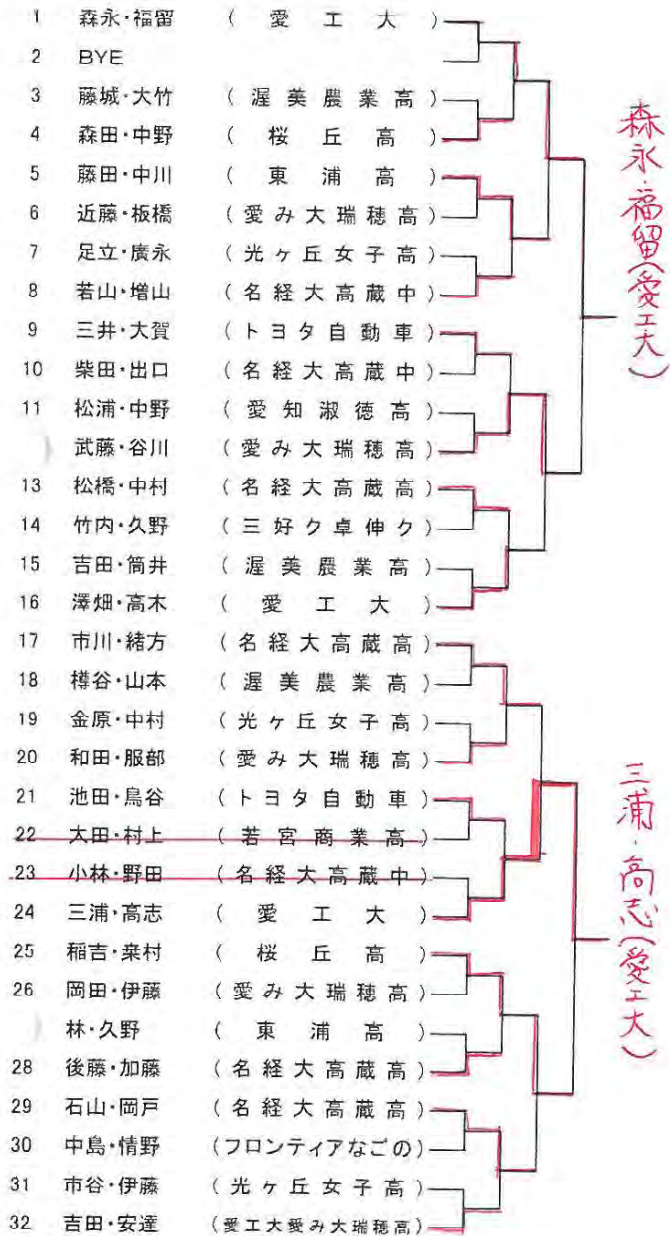 1 森永・福留 (愛工大)
2 BYE
3 藤城・大竹 (渥美農業高)
4 森田・中野 (桜丘高)
5 藤田・中川 (東浦高)
6 近藤・板橋 (愛み大瑞穂高)
7 足立・廣永 (光ヶ丘女子高)
8 若山・増山 (名経大高蔵中)
9 三井・大賀 (トヨタ自動車)
10 柴田・出口 (名経大高蔵中)
11 松浦・中野 (愛知淑徳高)
武藤・谷川 (愛み大瑞穂高)
13 松橋・中村 (名経大高蔵高)
14 竹内・久野 (三好ク卓伸ク)
15 吉田・筒井 (渥美農業高)
16 澤畑・高木 (愛工大)
17 市川・緒方 (名経大高蔵高)
18 樽谷・山本 (渥美農業高)
19 金原・中村 (光ヶ丘女子高)
20 和田・服部 (愛み大瑞穂高)
21 池田・鳥谷 (トヨタ自動車)
22 太田・村上 (若宮商業高)
23 小林・野田 (名経大高蔵中)
24 三浦・高志 (愛工大)
25 稲吉・桒村 (桜丘高)
26 岡田・伊藤 (愛み大瑞穂高)
林・久野 (東浦高)
28 後藤・加藤 (名経大高蔵高)
29 石山・岡戸 (名経大高蔵高)
30 中島・情野 (フロンティアなごの)
31 市谷・伊藤 (光ヶ丘女子高)
32 吉田・安達 (愛工大愛み大瑞穂高)
森永・福留(愛工大)
三浦・高志(愛工大)